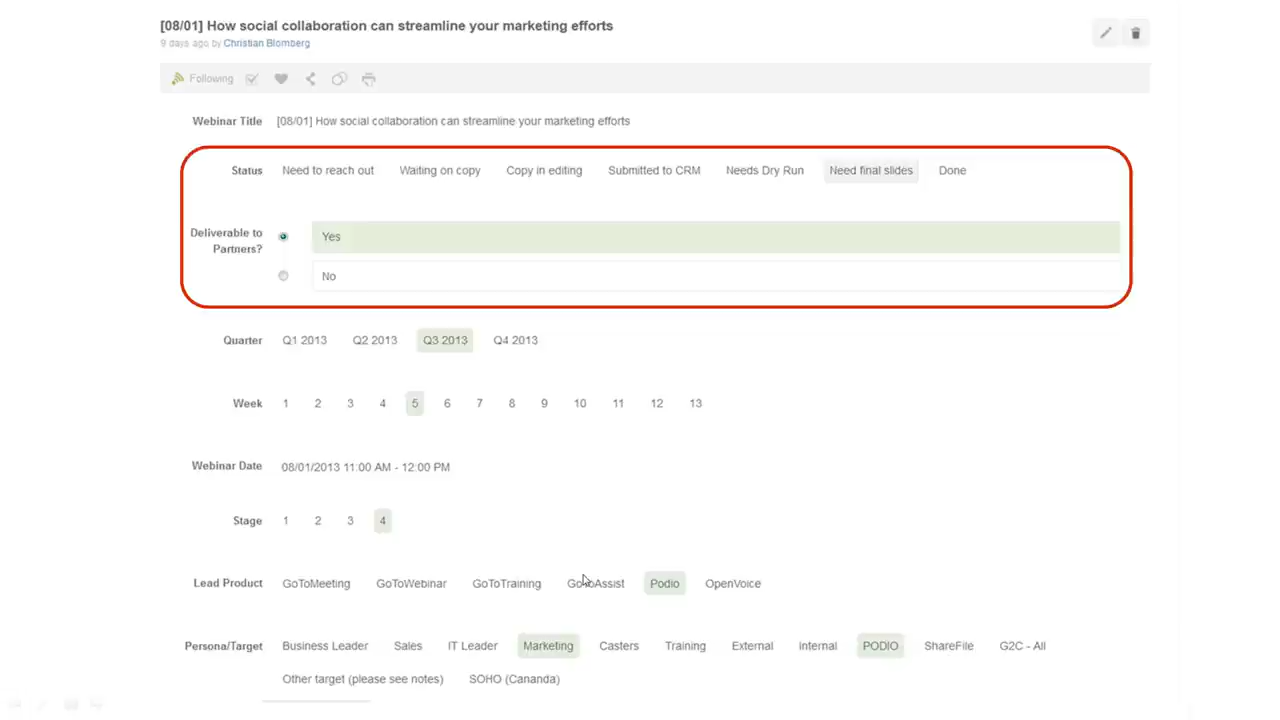 [08/01] How social collaboration can streamline your marketing efforts
9 days ago by Christian Blomberg
Following
Webinar Title [08/01] How social collaboration can streamline your marketing efforts
Status Need to reach out Waiting on copy Copy in editing Submitted to CRM Needs Dry Run Need final slides Done
Deliverable to Partners? Yes
No
Quarter Q1 2013 Q2 2013 Q3 2013 Q4 2013
Week 1 2 3 4 5 6 7 8 9 10 11 12 13
Webinar Date 08/01/2013 11:00 AM - 12:00 PM
Stage 1 2 3 4
Lead Product GoToMeeting GoToWebinar GoToTraining GoToAssist Podio OpenVoice
Persona/Target Business Leader Sales IT Leader Marketing Casters Training External Internal PODIO ShareFile G2C - All
Other target (please see notes) SOHO (Cananda)